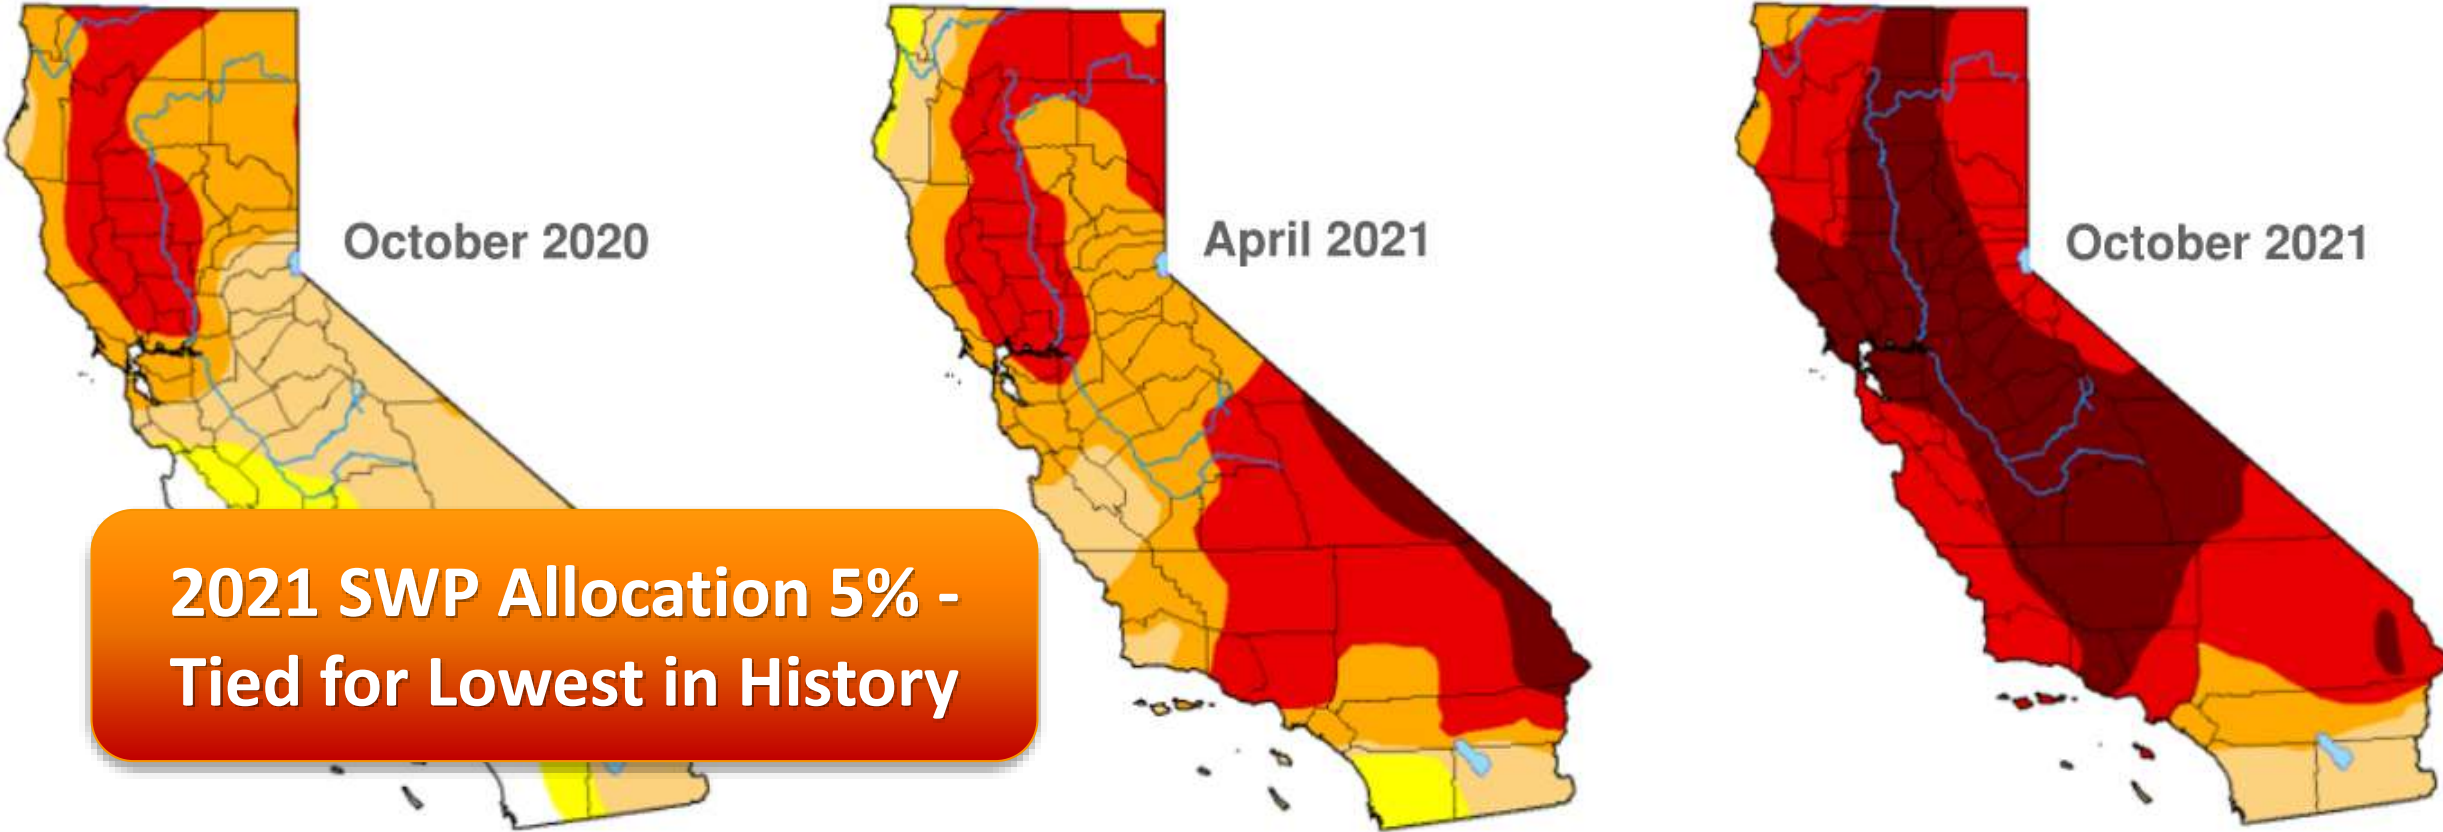 October 2020
April 2021
October 2021
2021 SWP Allocation 5% -
Tied for Lowest in History